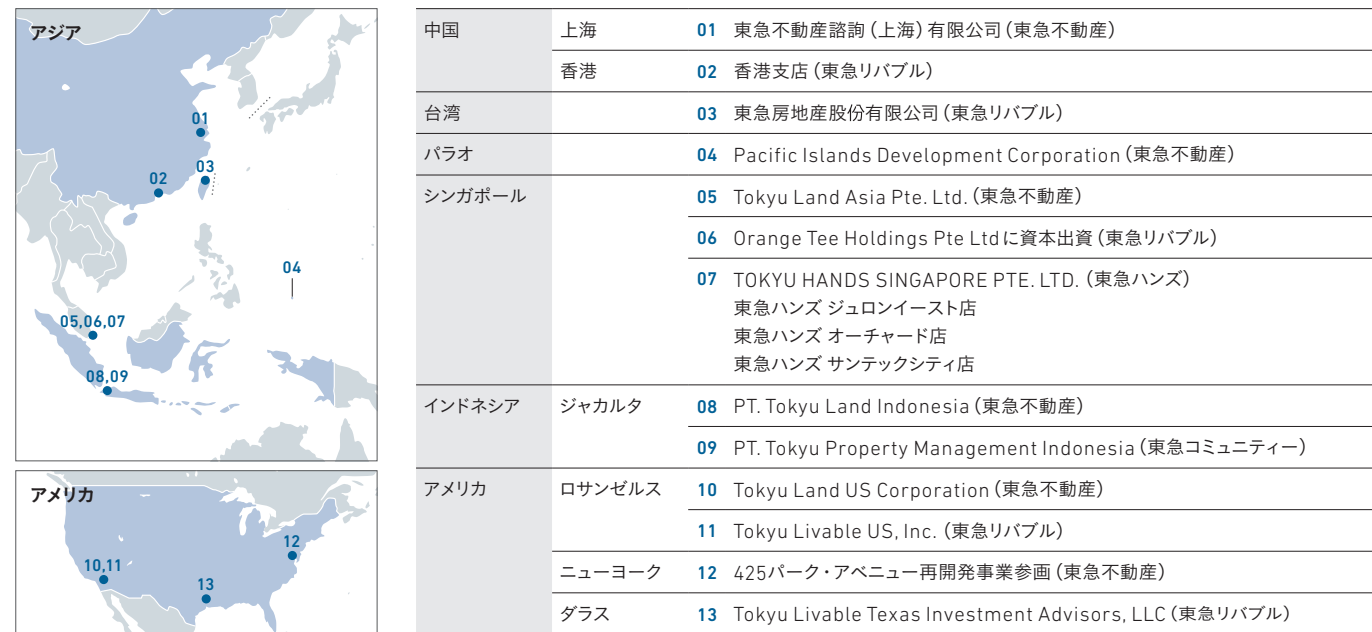 アジア
01
03
02
04
05,06,07
08,09
アメリカ
12
10,11
13
中国 上海 01 東急不動産諮詢（上海）有限公司（東急不動産）
香港 02 香港支店（東急リバブル）
台湾 03 東急房地産股份有限公司（東急リバブル）
パラオ 04 Pacific Islands Development Corporation（東急不動産）
シンガポール 05 Tokyu Land Asia Pte. Ltd.（東急不動産）
06 Orange Tee Holdings Pte Ltdに資本出資（東急リバブル）
07 TOKYU HANDS SINGAPORE PTE. LTD.（東急ハンズ）
東急ハンズ ジュロンイースト店
東急ハンズ オーチャード店
東急ハンズ サンテックシティ店
インドネシア ジャカルタ 08 PT. Tokyu Land Indonesia（東急不動産）
09 PT. Tokyu Property Management Indonesia（東急コミュニティー）
アメリカ ロサンゼルス 10 Tokyu Land US Corporation（東急不動産）
11 Tokyu Livable US, Inc.（東急リバブル）
ニューヨーク 12 425パーク・アベニュー再開発事業参画（東急不動産）
ダラス 13 Tokyu Livable Texas Investment Advisors, LLC（東急リバブル）